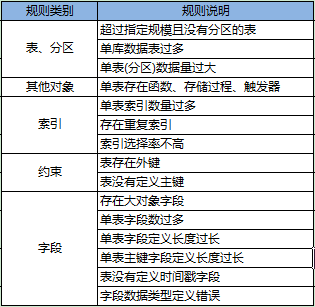 规则类别 规则说明
表、分区
超过指定规模且没有分区的表
单库数据表过多
单表(分区)数据量过大
其他对象 单表存在函数、存储过程、触发器
索引
单表索引数量过多
存在重复索引
索引选择率不高
约束
表存在外键
表没有定义主键
字段
存在大对象字段
单表字段数过多
单表字段定义长度过长
单表主键字段定义长度过长
表没有定义时间戳字段
字段数据类型定义错误